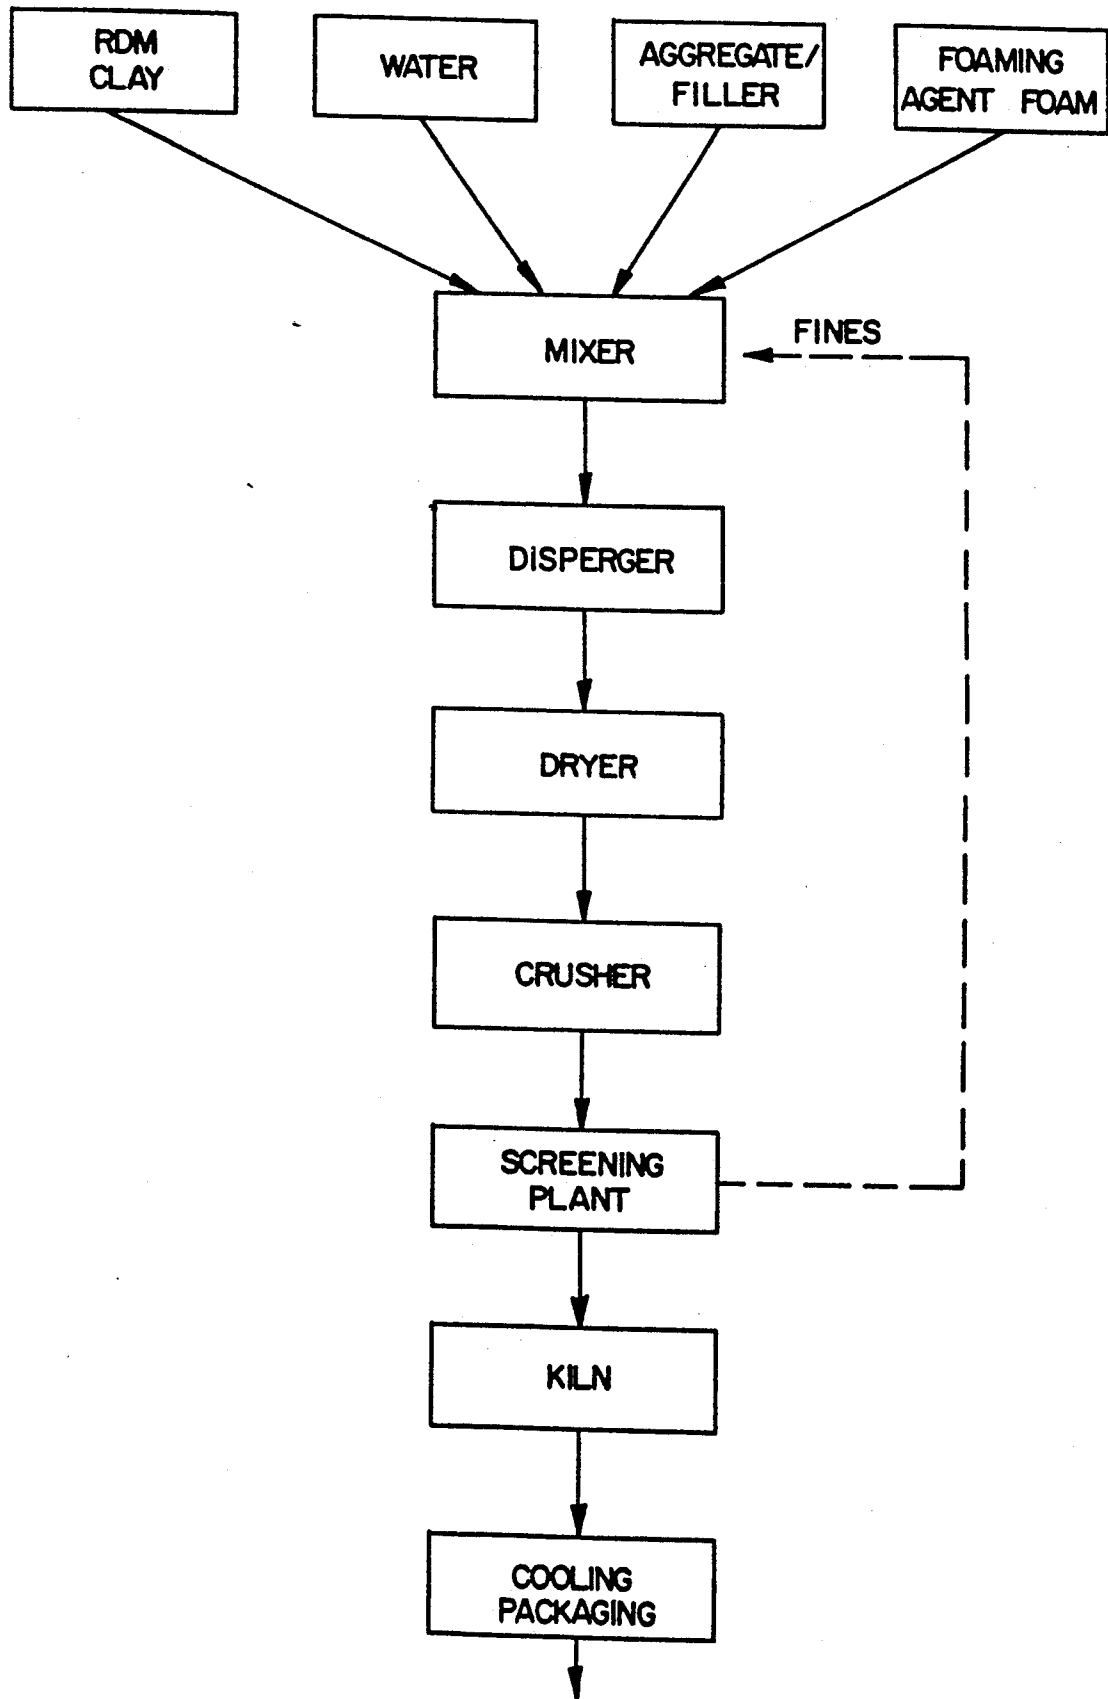 RDM
CLAY
WATER
AGGREGATE/
FILLER
FOAMING
AGENT FOAM
MIXER
FINES
DISPERGER
DRYER
CRUSHER
SCREENING
PLANT
KILN
COOLING
PACKAGING